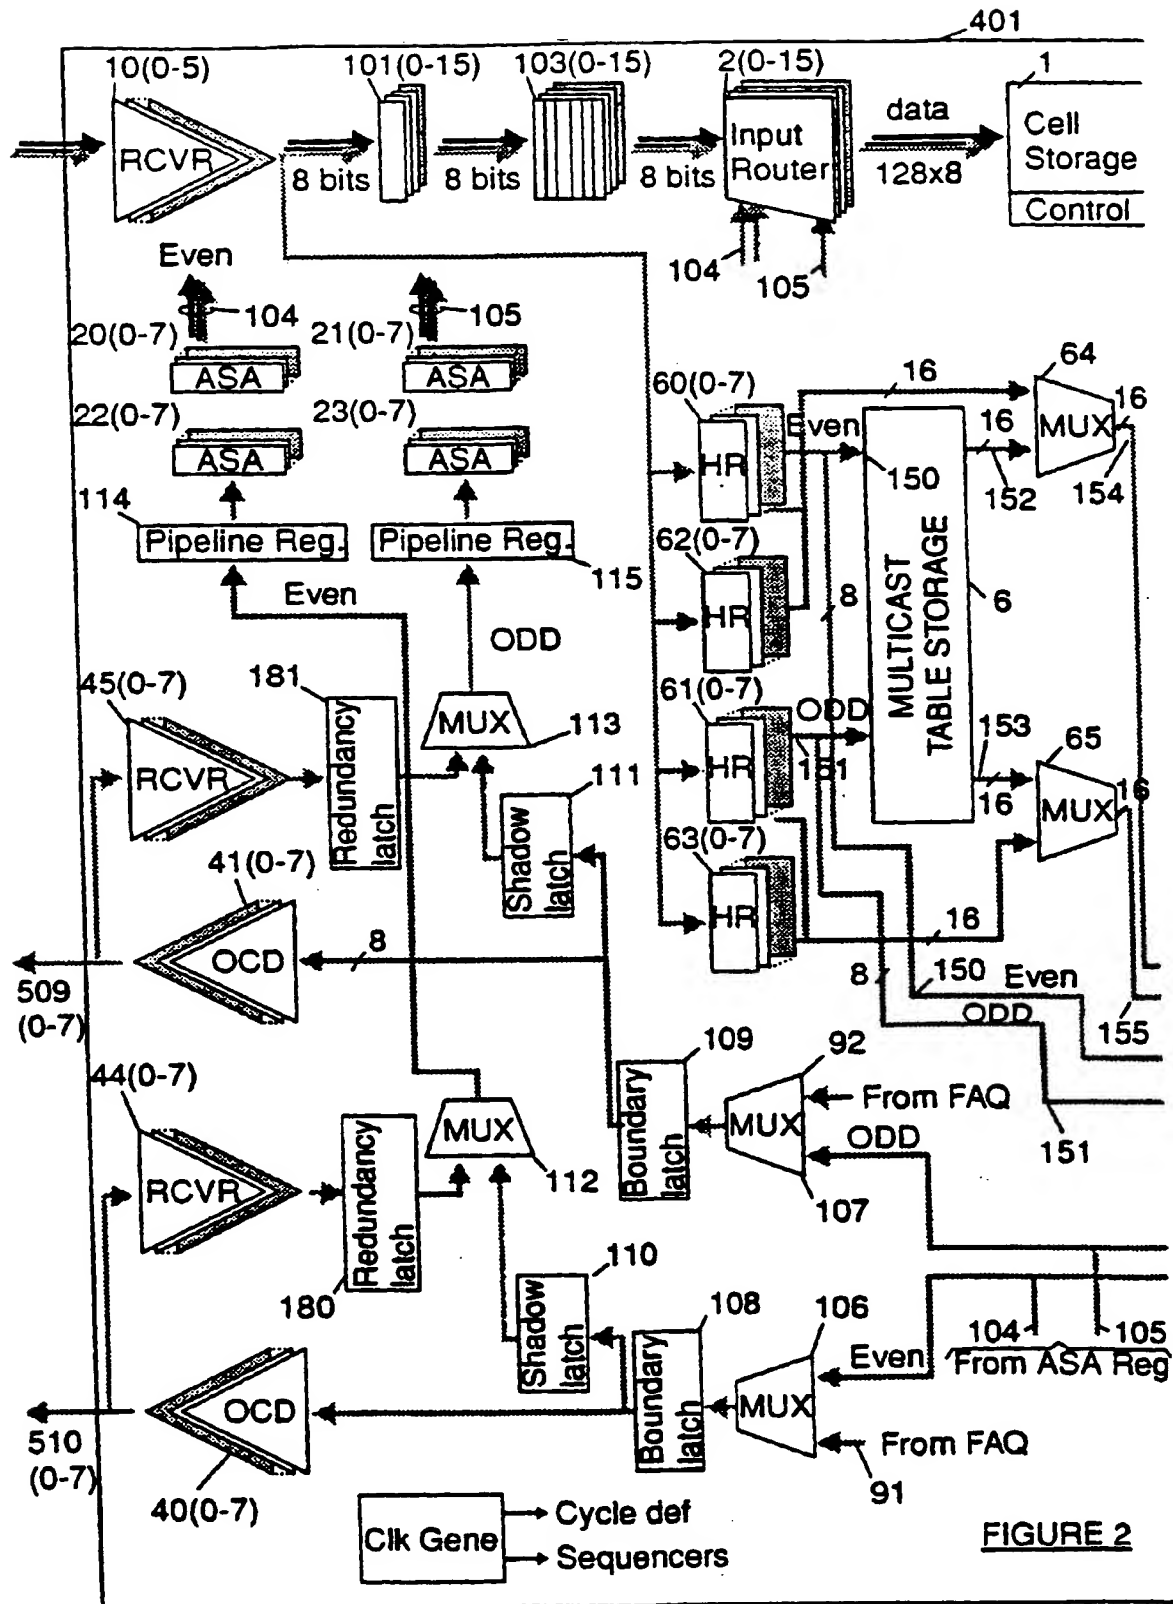 401
10(0-5) 101(0-15) 103(0-15) 2(0-15) 1
RCVR
8 bits
8 bits
8 bits
Input Router
data
128x8
Cell Storage
Control
104
105
Even
104
105
20(0-7)
21(0-7)
ASA
ASA
22(0-7)
23(0-7)
ASA
ASA
114
Pipeline Reg.
Pipeline Reg.
115
Even
ODD
60(0-7)
HR
Even
150
16
64
MUX
16
16
152
154
62(0-7)
HR
8
MULTICAST TABLE STORAGE
6
61(0-7)
HR
ODD
151
8
153
16
65
MUX
16
63(0-7)
HR
16
8
150
Even
ODD
155
151
45(0-7)
RCVR
181
Redundancy latch
MUX
113
111
Shadow latch
41(0-7)
OCD
8
509
(0-7)
44(0-7)
RCVR
Redundancy latch
180
MUX
112
110
Shadow latch
109
Boundary latch
92
MUX
From FAQ
ODD
107
108
Boundary latch
106
MUX
Even
From FAQ
91
104
105
From ASA Reg
OCD
510
(0-7)
40(0-7)
Clk Gene
Cycle def
Sequencers
FIGURE 2